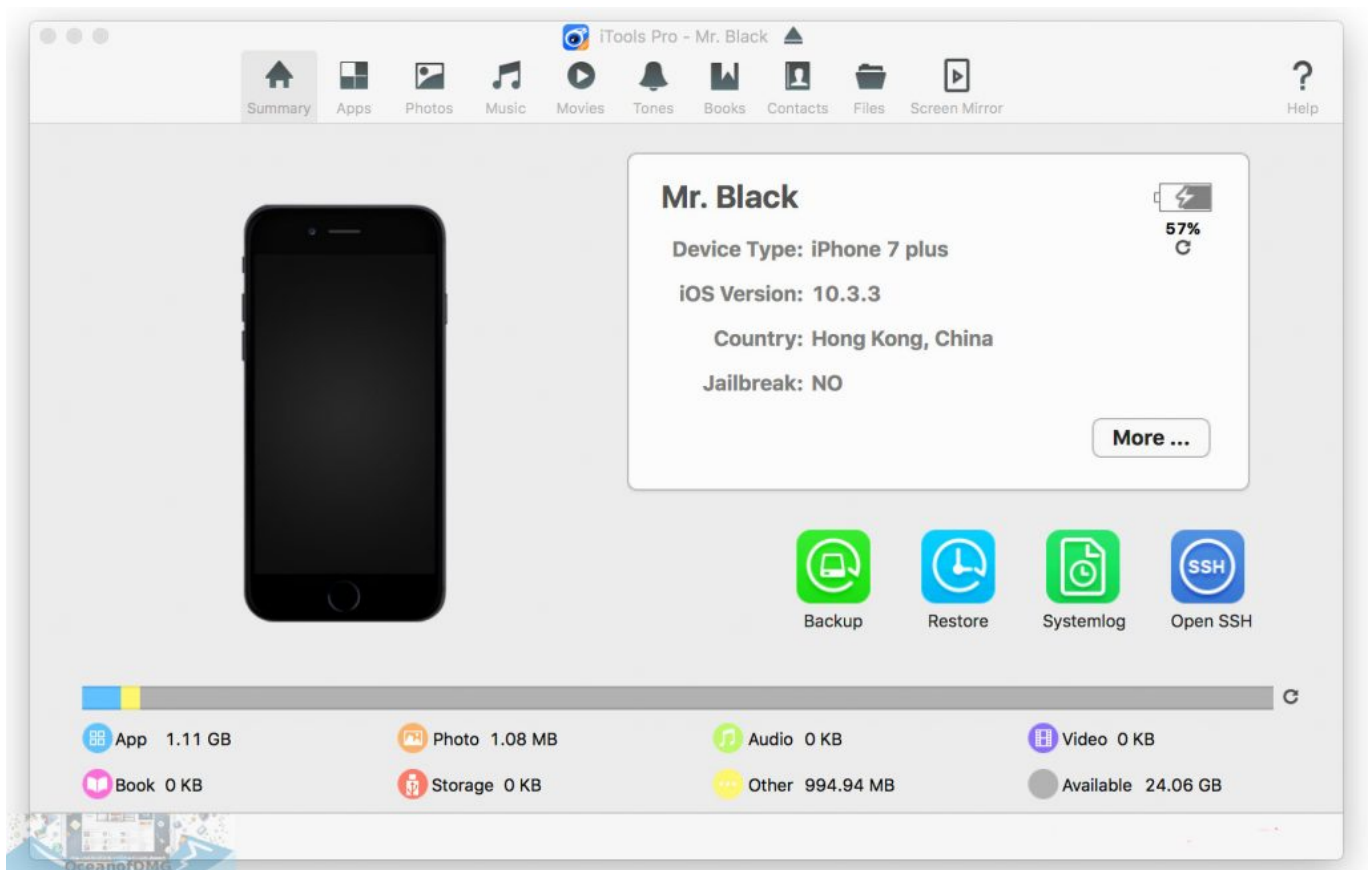 iTools Pro - Mr. Black
Summary Apps Photos Music Movies Tones Books Contacts Files Screen Mirror Help
Mr. Black
57%
Device Type: iPhone 7 plus
iOS Version: 10.3.3
Country: Hong Kong, China
Jailbreak: NO
More ...
SSH
Backup Restore Systemlog Open SSH
App 1.11 GB Photo 1.08 MB Audio 0 KB Video 0 KB
Book 0 KB Storage 0 KB Other 994.94 MB Available 24.06 GB
OceanofDMG